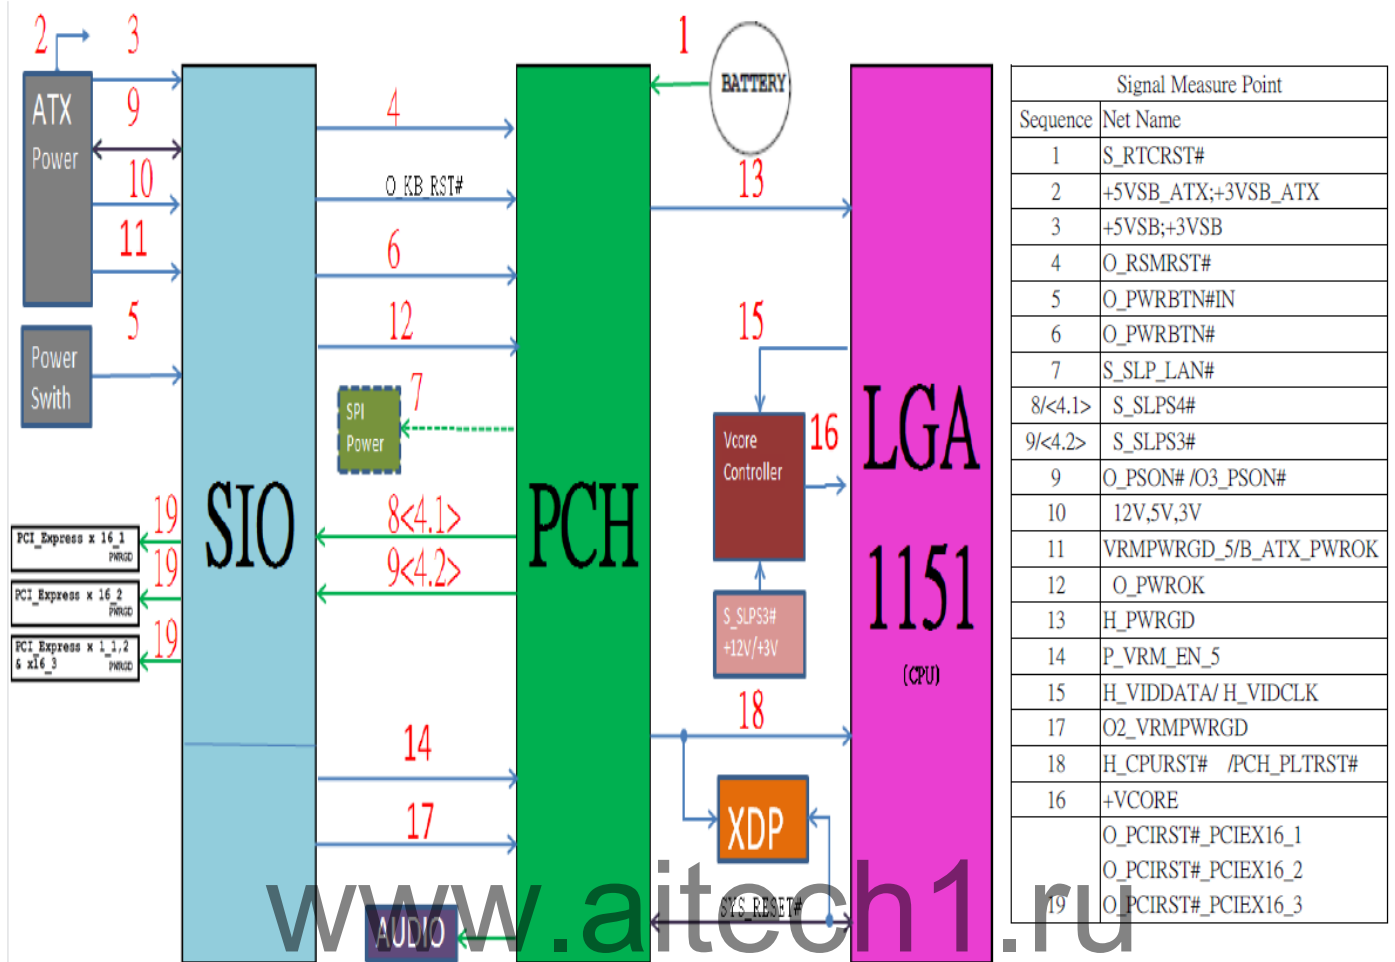 2 3 1
ATX
Power
9
10
11
5
Power
Swith
4
O_KB_RST#
6
12
7
SPI
Power
SIO
8<4.1>
9<4.2>
PCH
BATTERY
13
15
16
Vcore
Controller
S_SLPS3#
+12V/+3V
LGA
1151
(CPU)
19
PCI_Express x 16_1
PWRGD
19
PCI_Express x 16_2
PWRGD
19
PCI_Express x 1_1,2
& x16_3 PWRGD
14
17
18
XDP
SYS_RESET#
AUDIO
Signal Measure Point
Sequence Net Name
1 S_RTCRST#
2 +5VSB_ATX;+3VSB_ATX
3 +5VSB;+3VSB
4 O_RSMRST#
5 O_PWRBTN#IN
6 O_PWRBTN#
7 S_SLP_LAN#
8/<4.1> S_SLPS4#
9/<4.2> S_SLPS3#
9 O_PSON# /O3_PSON#
10 12V,5V,3V
11 VRMPWRGD_5/B_ATX_PWROK
12 O_PWROK
13 H_PWRGD
14 P_VRM_EN_5
15 H_VIDDATA/ H_VIDCLK
17 O2_VRMPWRGD
18 H_CPURST# /PCH_PLTRST#
16 +VCORE
O_PCIRST#_PCIEX16_1
O_PCIRST#_PCIEX16_2
19 O_PCIRST#_PCIEX16_3
www.aitech1.ru